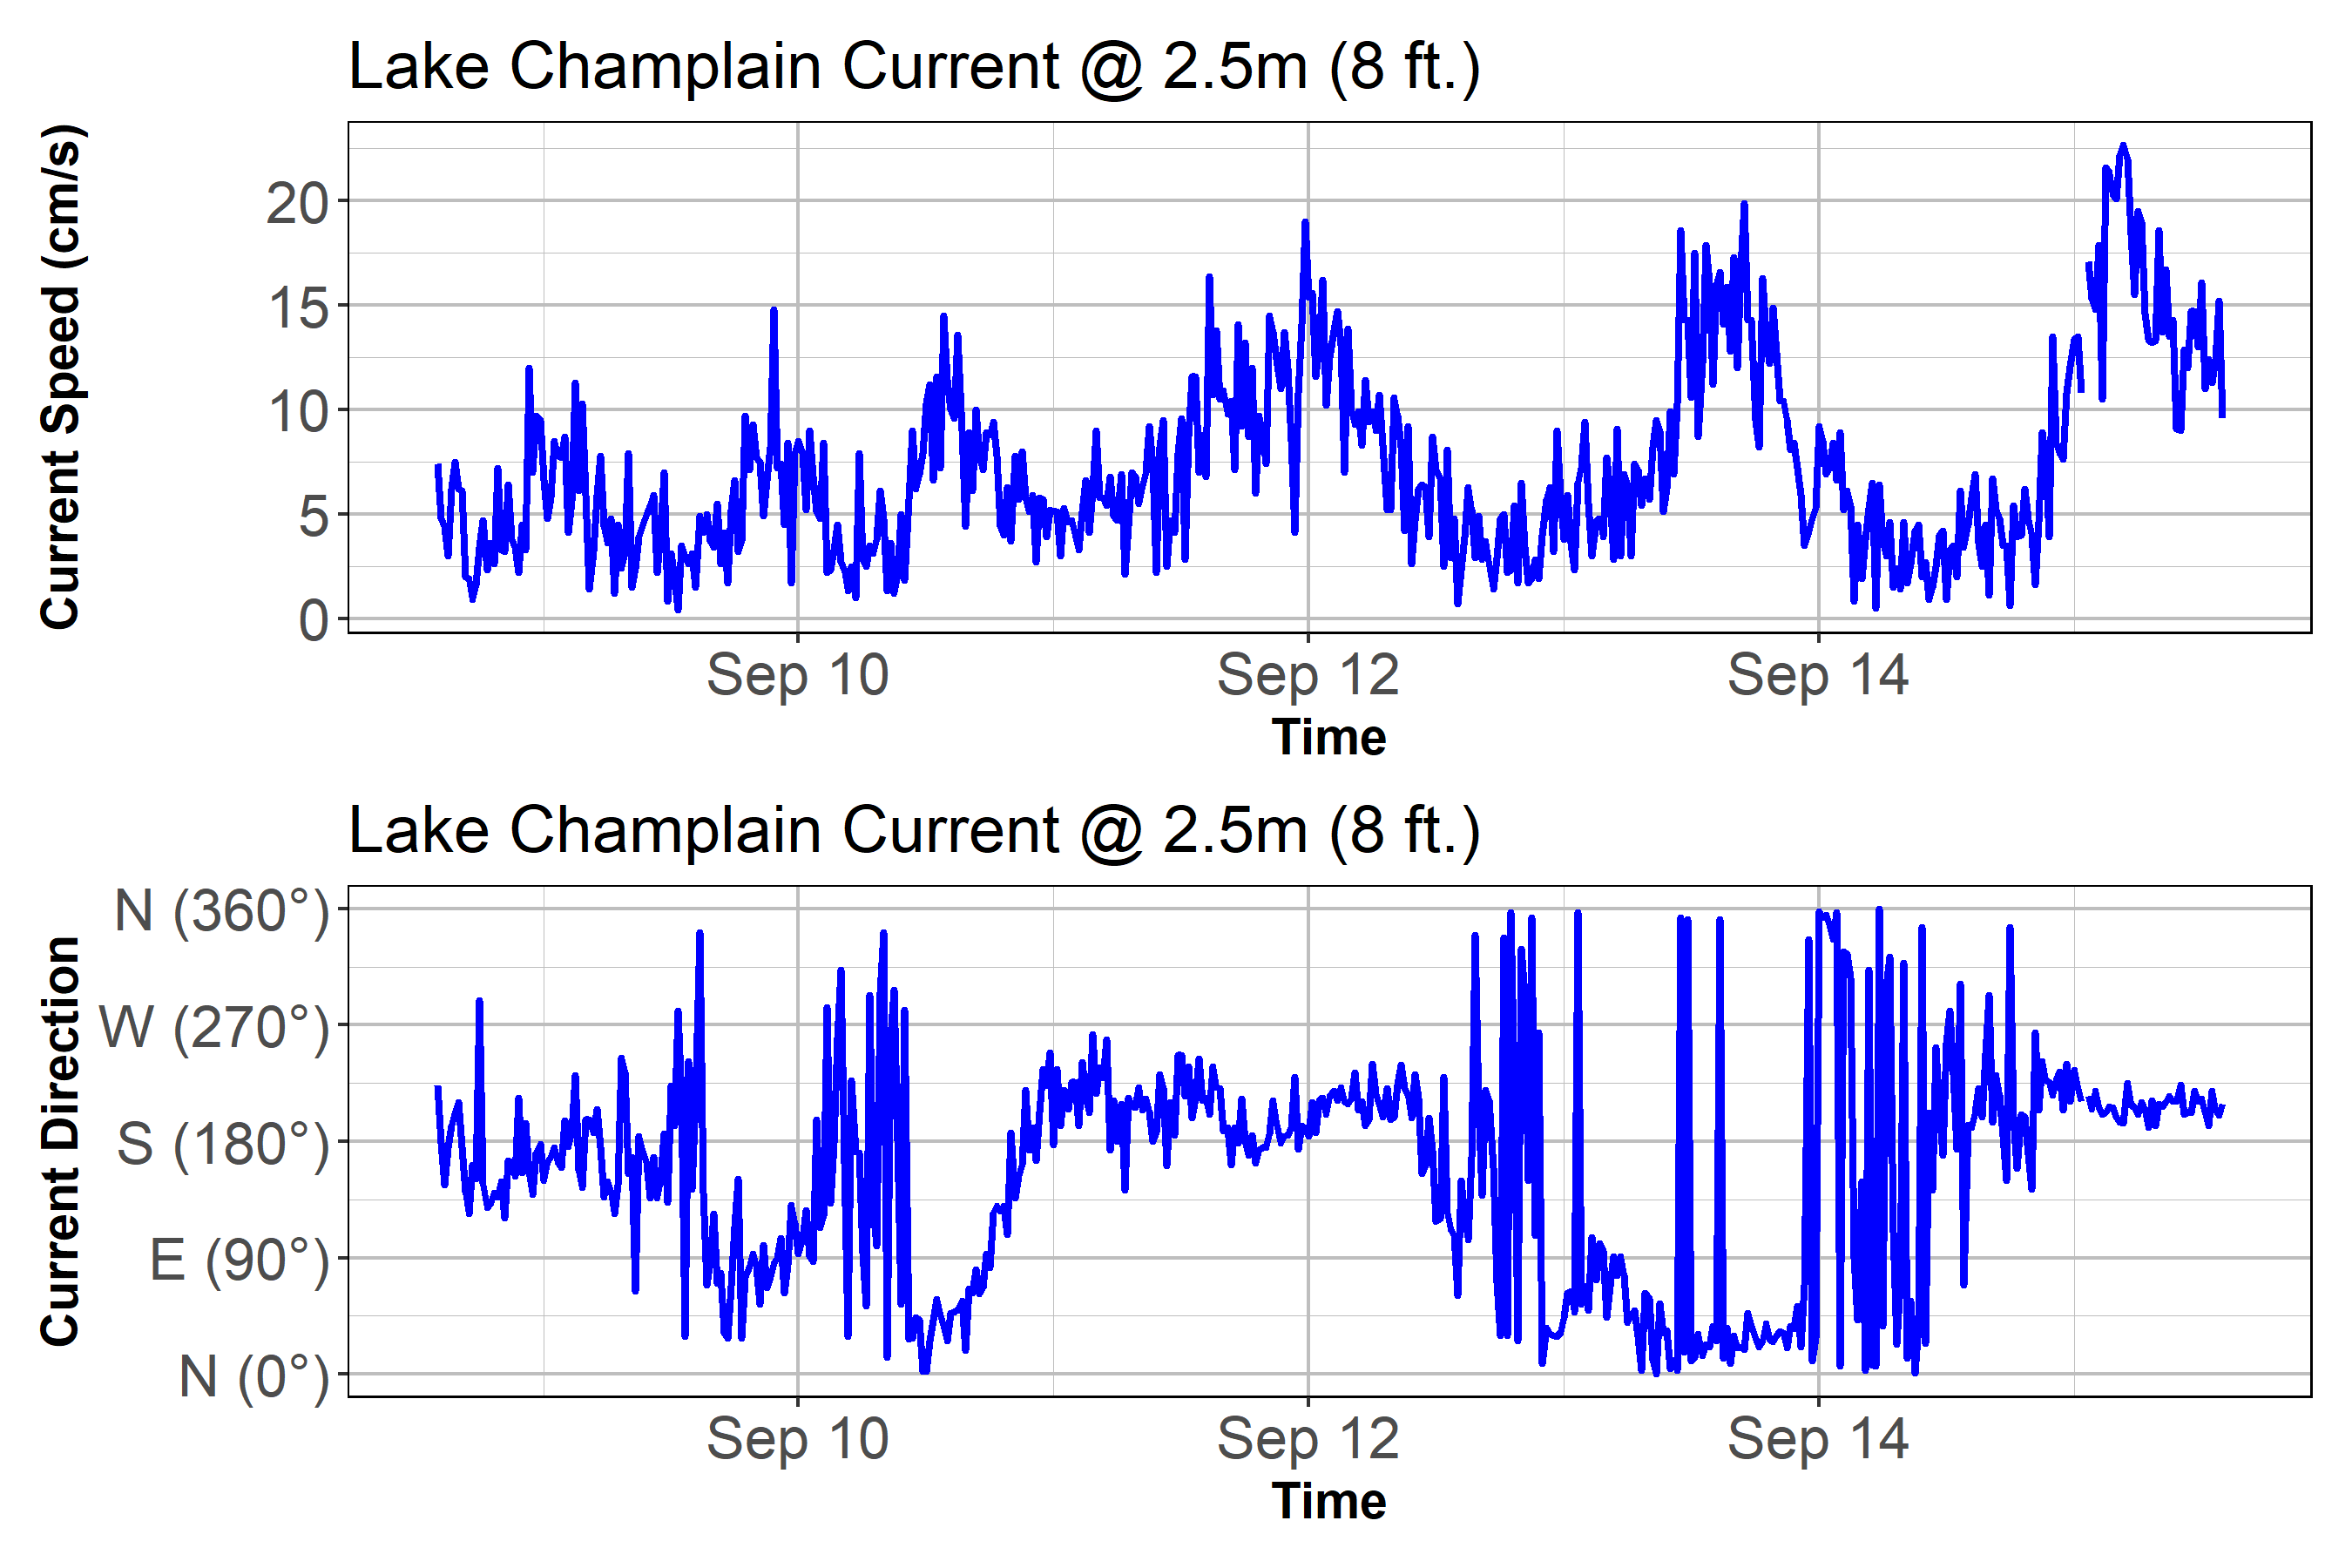 Lake Champlain Current @ 2.5m (8 ft.)
Current Speed (cm/s)
20
15
10
5
0
Sep 10 Sep 12 Sep 14
Time
Lake Champlain Current @ 2.5m (8 ft.)
Current Direction
N (360°)
W (270°)
S (180°)
E (90°)
N (0°)
Sep 10 Sep 12 Sep 14
Time